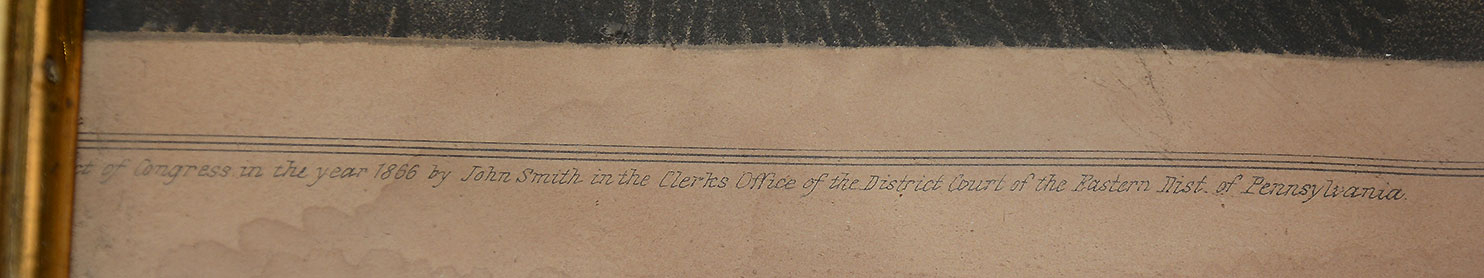 ct of Congress in the year 1866 by John Smith in the Clerks Office of the District Court of the Eastern Dist. of Pennsylvania.